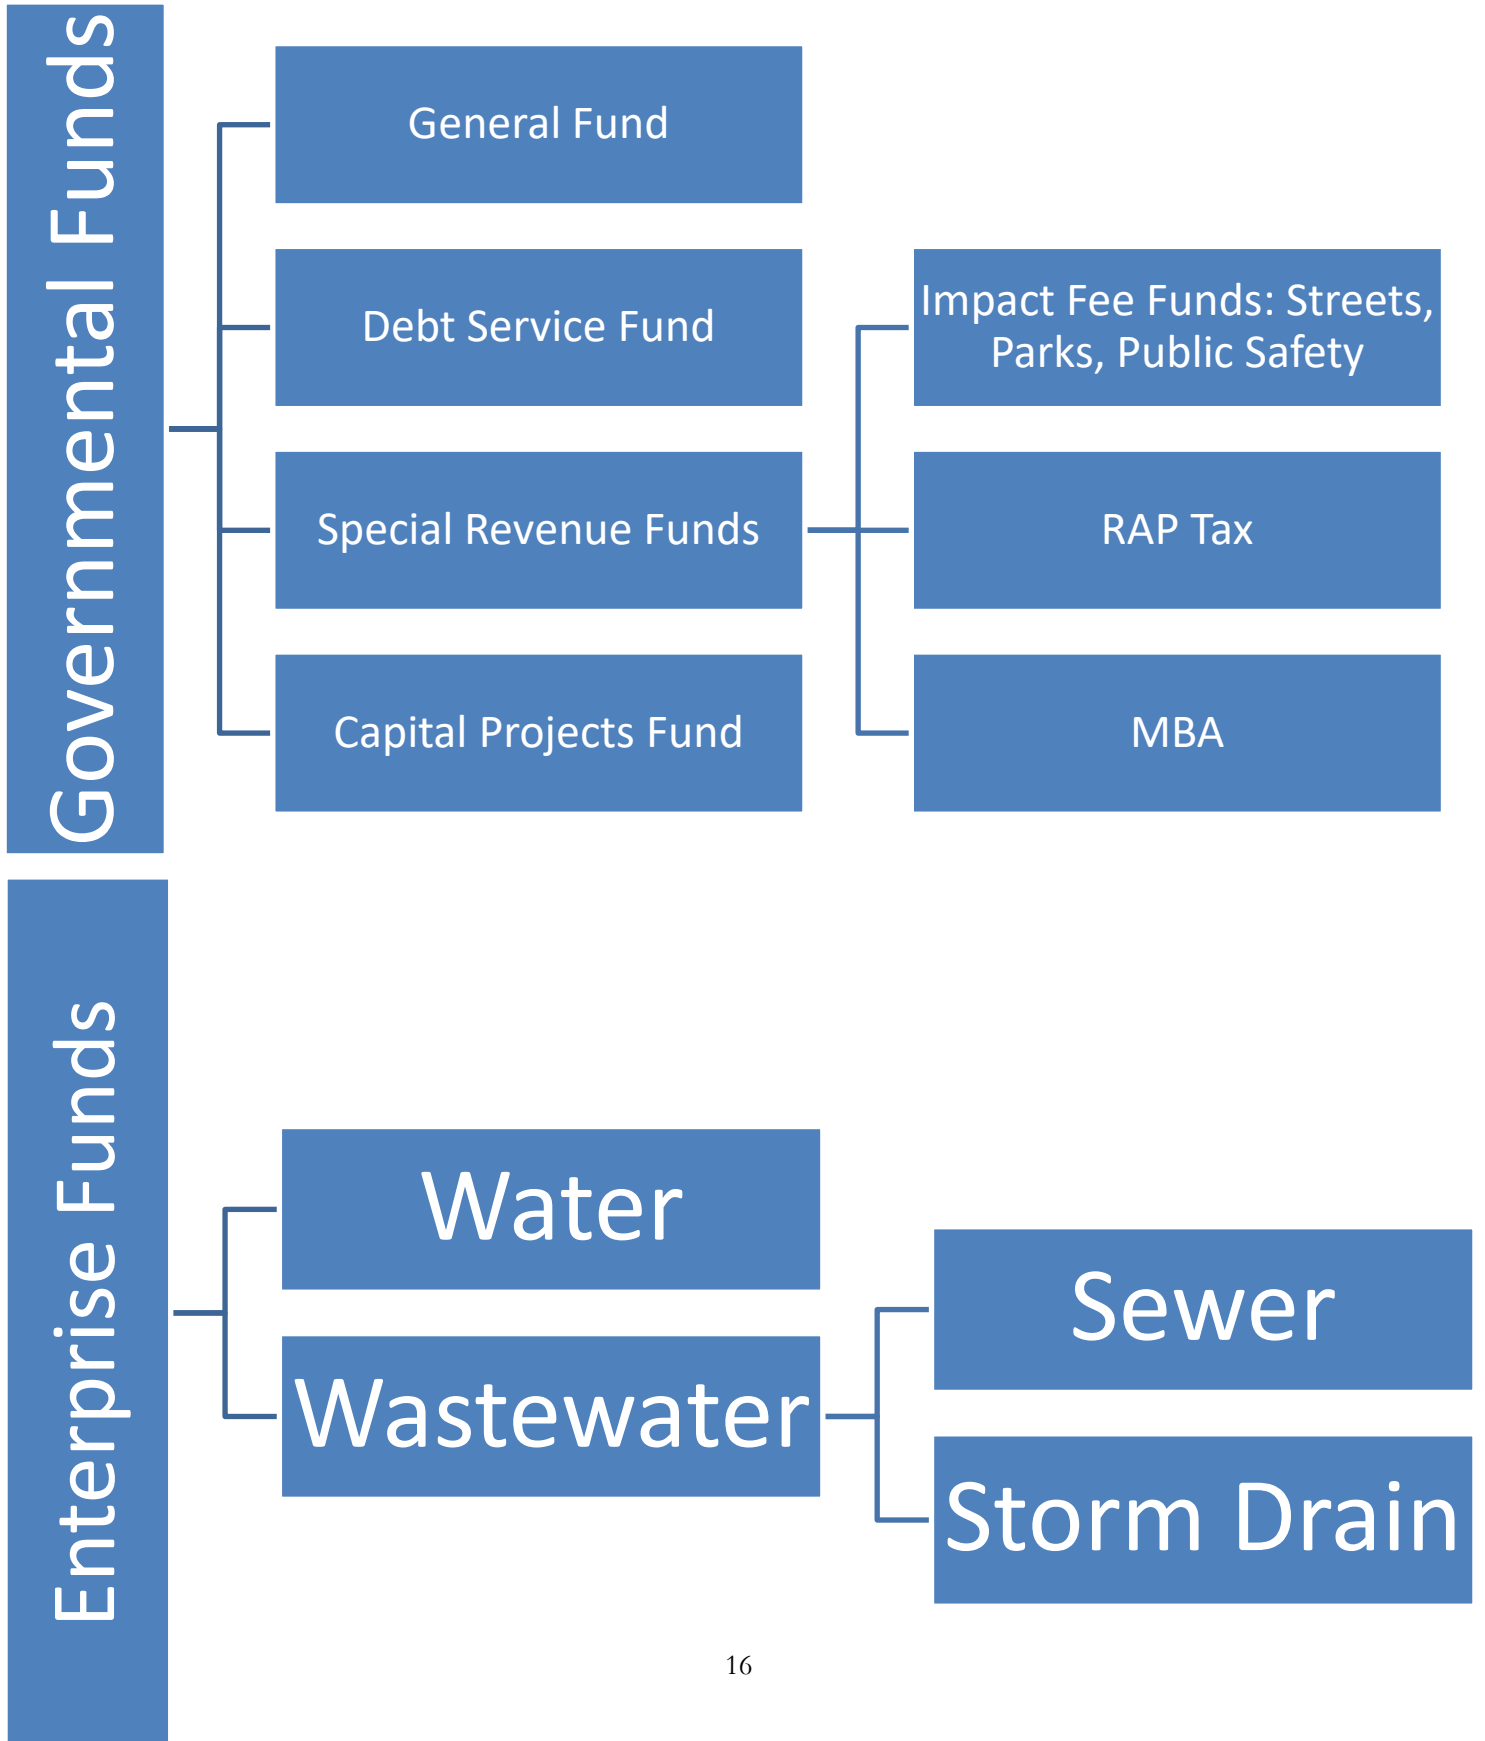 Governmental Funds
General Fund
Debt Service Fund
Special Revenue Funds
Capital Projects Fund
Impact Fee Funds: Streets,
Parks, Public Safety
RAP Tax
MBA
Enterprise Funds
Water
Wastewater
Sewer
Storm Drain
16